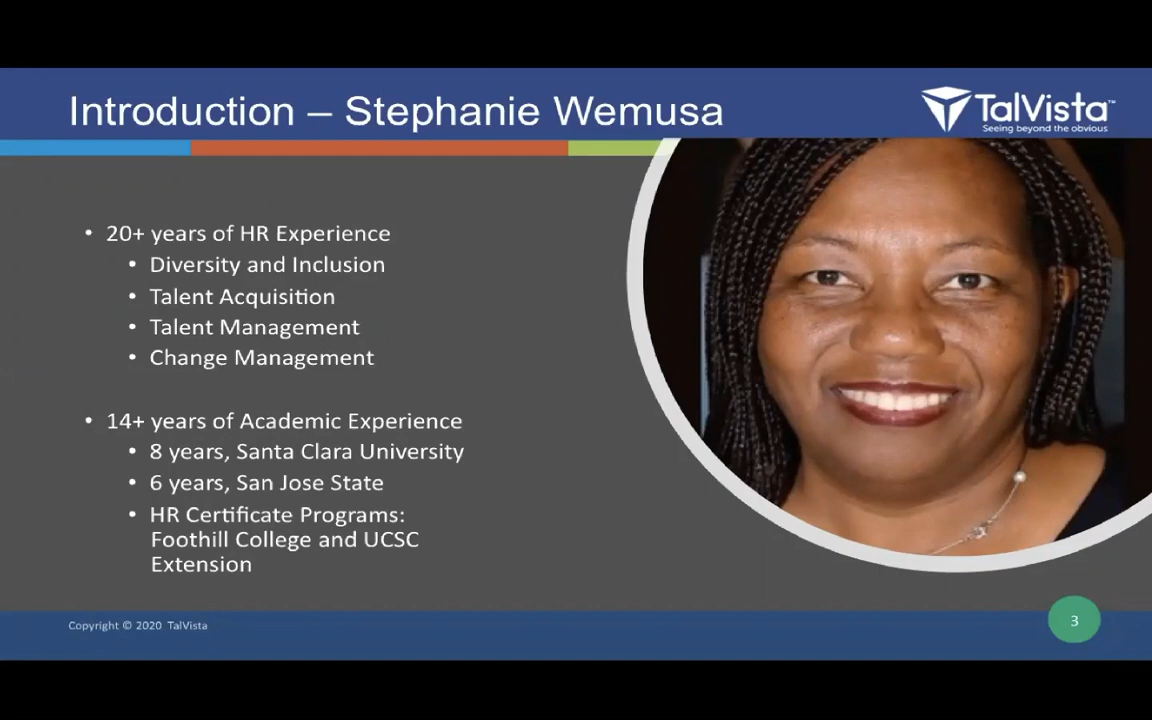 Introduction – Stephanie Wemusa
TalVista™
Seeing beyond the obvious
• 20+ years of HR Experience
• Diversity and Inclusion
• Talent Acquisition
• Talent Management
• Change Management
• 14+ years of Academic Experience
• 8 years, Santa Clara University
• 6 years, San Jose State
• HR Certificate Programs:
Foothill College and UCSC
Extension
Copyright © 2020 TalVista
3